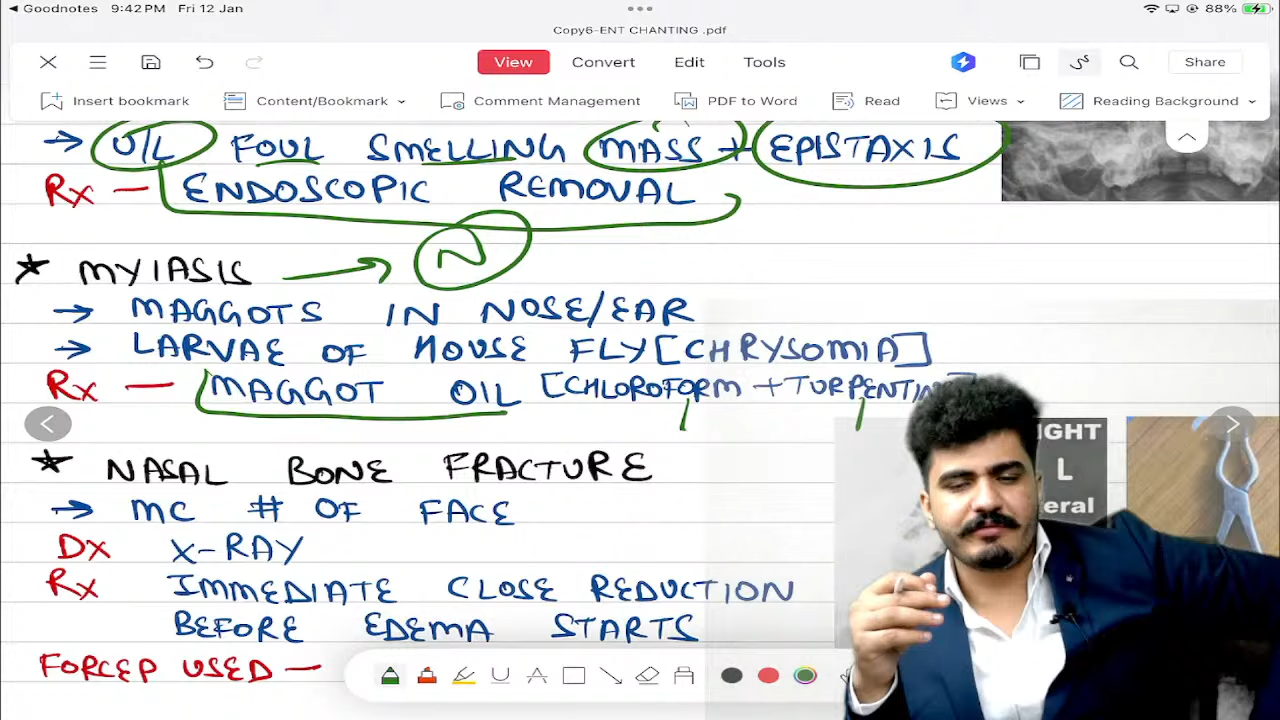 Goodnotes 9:42 PM Fri 12 Jan 88%
Copy6-ENT CHANTING .pdf
View Convert Edit Tools Share
Insert bookmark Content/Bookmark Comment Management PDF to Word Read Views Reading Background
→ U/L FOUL SMELLING MASS + EPISTAXIS
Rx - ENDOSCOPIC REMOVAL
N
★ MYIASIS →
→ MAGGOTS IN NOSE/EAR
→ LARVAE OF HOUSE FLY [CHRYSOMIA]
Rx - MAGGOT OIL [CHLOROFORM +
IGHT
L
eral
★ NASAL BONE FRACTURE
→ MC # OF FACE
Dx X-RAY
Rx IMMEDIATE CLOSE REDUCTION
BEFORE EDEMA STARTS
FORCEP USED -